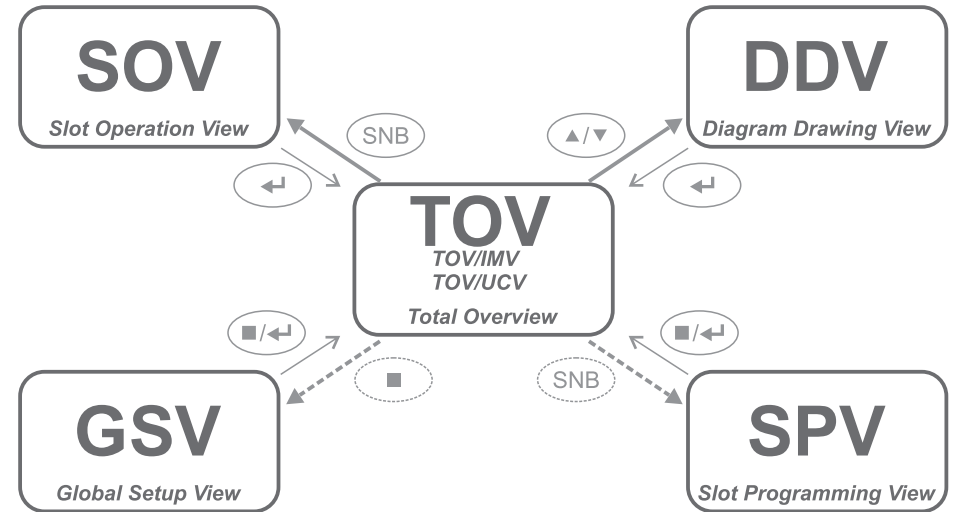 SOV
Slot Operation View
DDV
Diagram Drawing View
SNB
▲/▼
↵
↵
TOV
TOV/IMV
TOV/UCV
Total Overview
■/↵
■/↵
■
SNB
GSV
Global Setup View
SPV
Slot Programming View